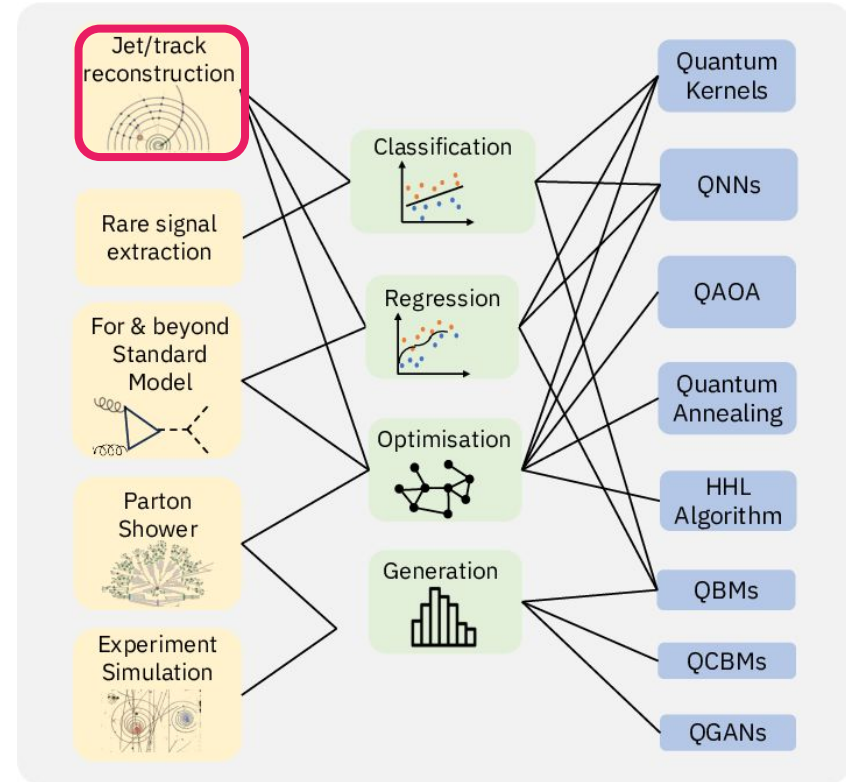 Jet/track
reconstruction
Rare signal
extraction
For & beyond
Standard
Model
Parton
Shower
Experiment
Simulation
Classification
Regression
Optimisation
Generation
Quantum
Kernels
QNNs
QAOA
Quantum
Annealing
HHL
Algorithm
QBMs
QCBMs
QGANs